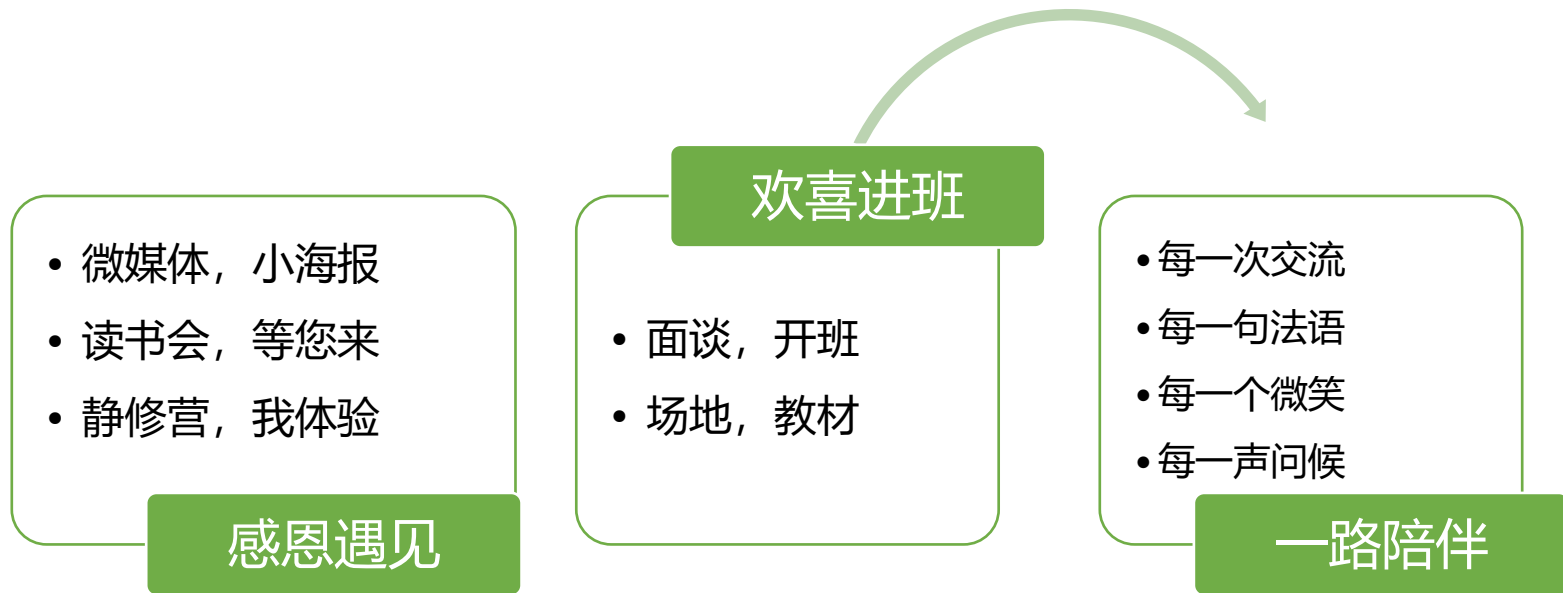 • 微媒体，小海报
• 读书会，等您来
• 静修营，我体验
感恩遇见
欢喜进班
• 面谈，开班
• 场地，教材
• 每一次交流
• 每一句法语
• 每一个微笑
• 每一声问候
一路陪伴